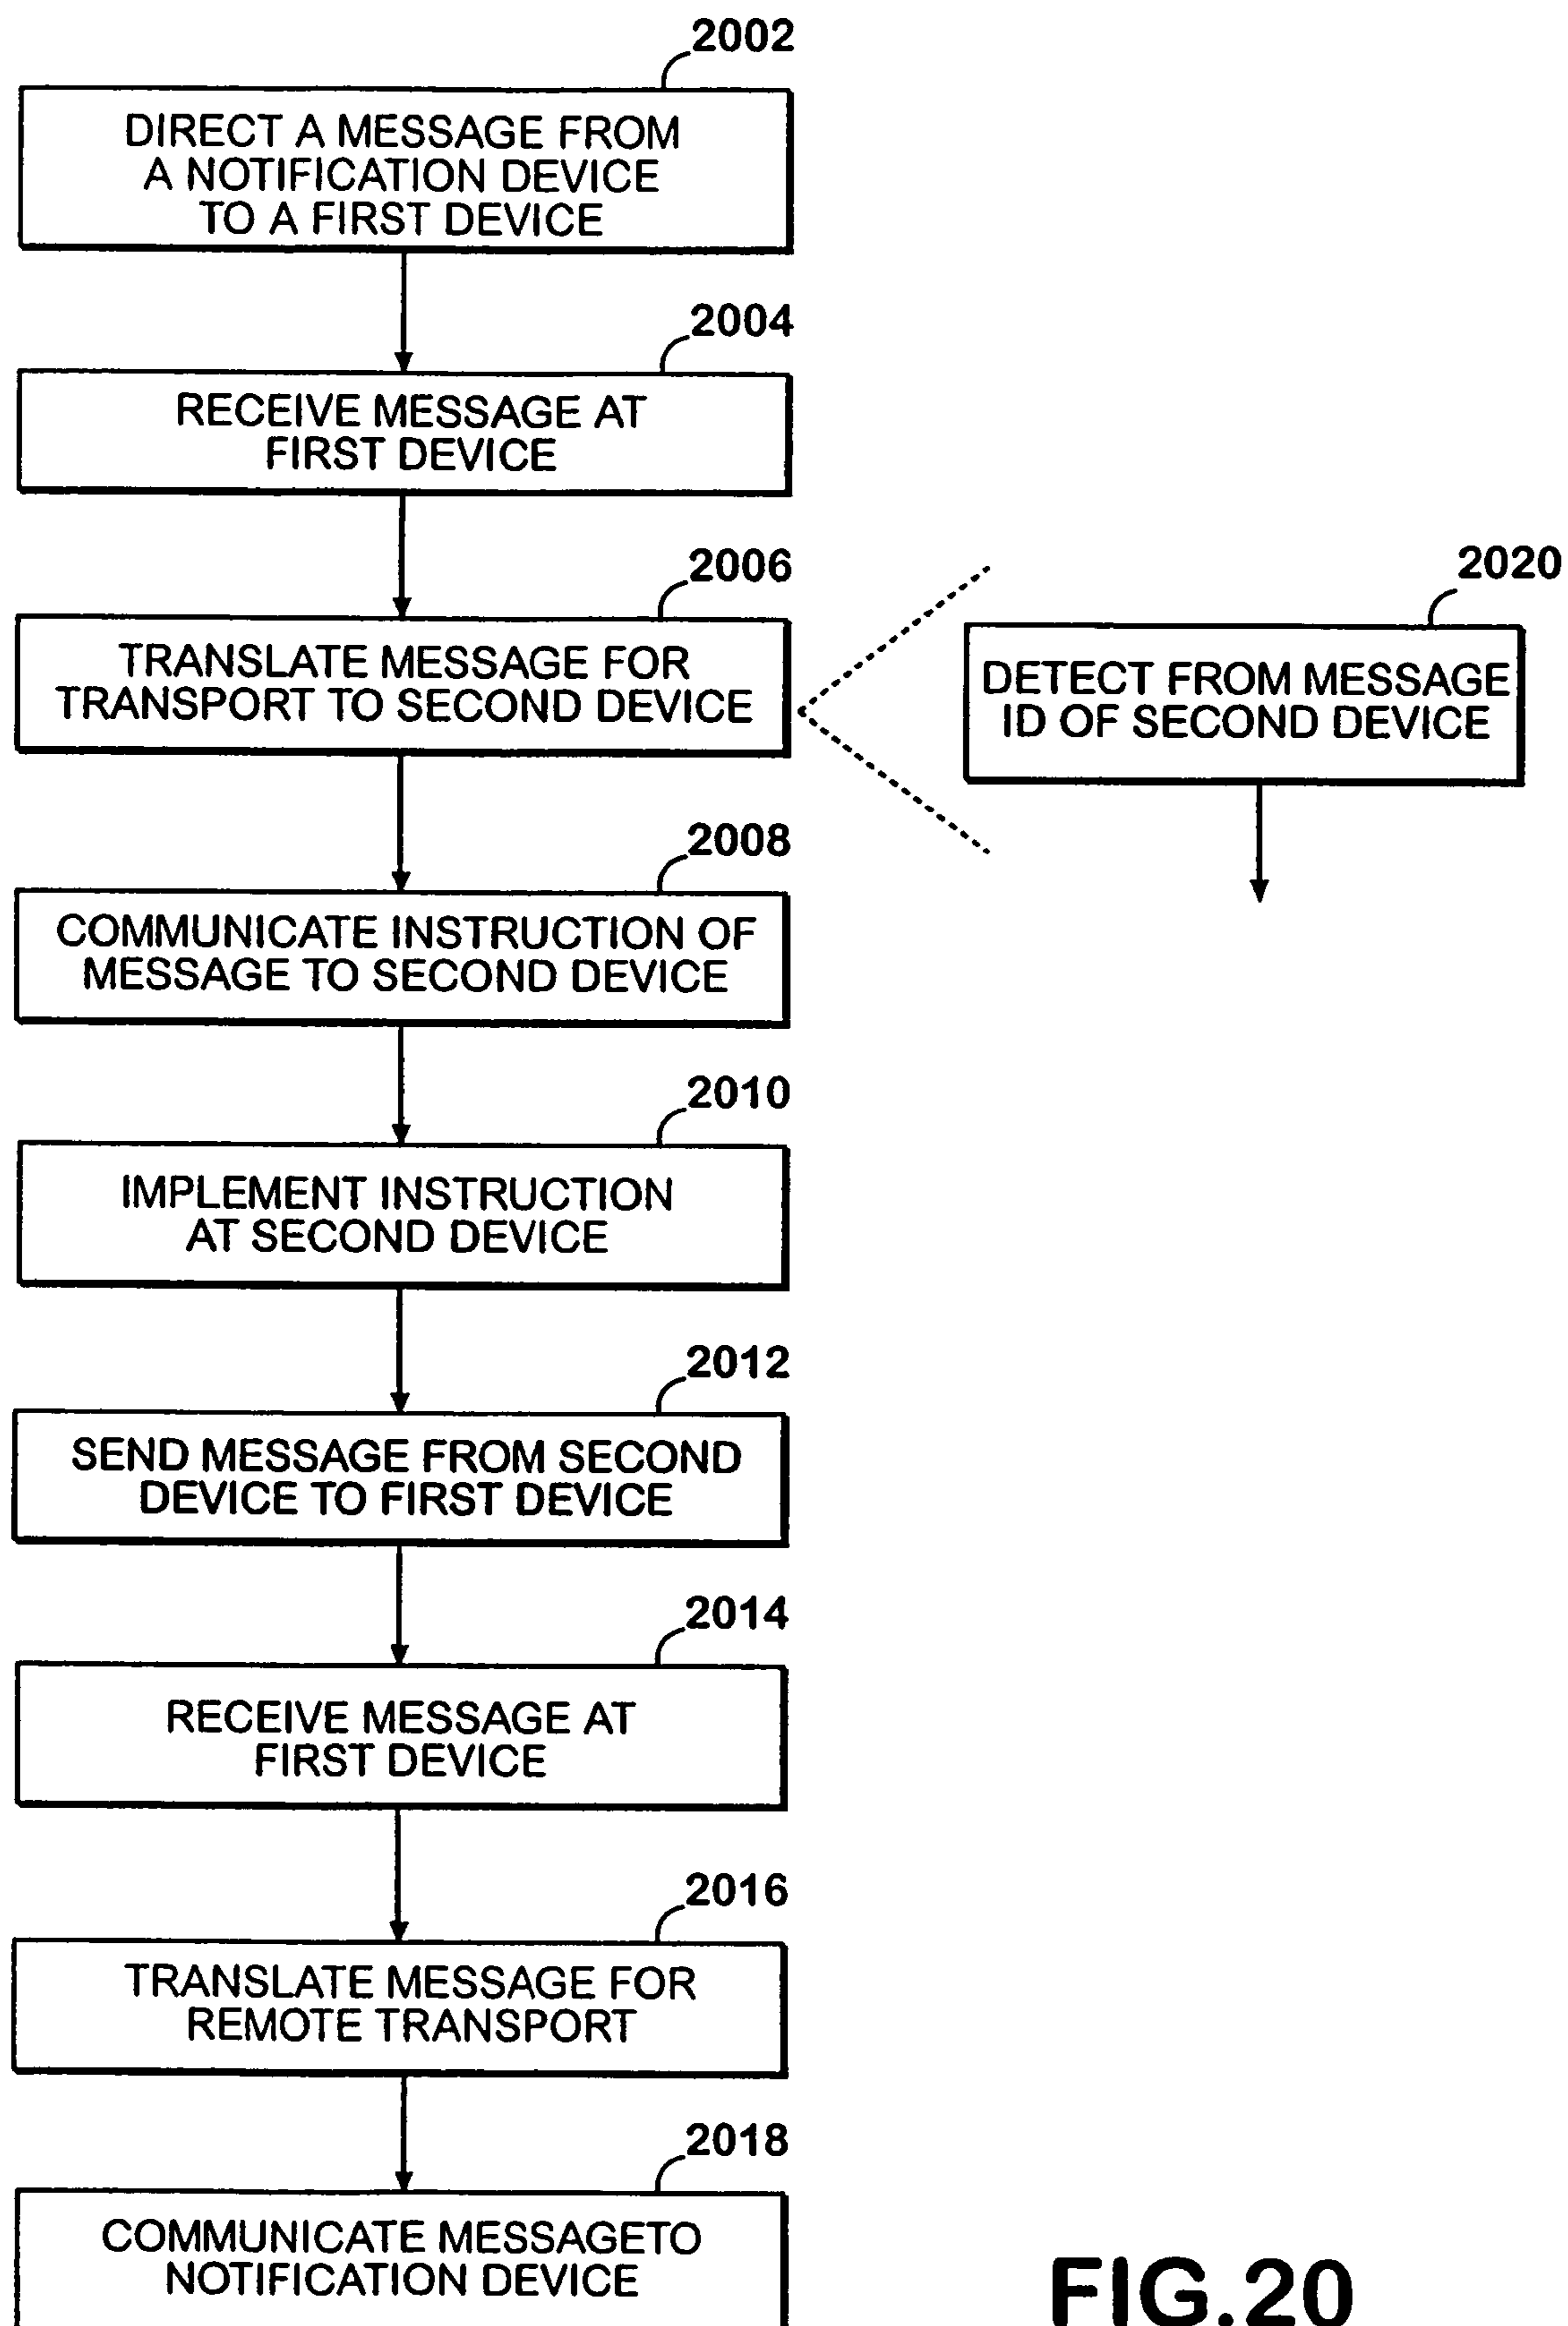 2002
DIRECT A MESSAGE FROM
A NOTIFICATION DEVICE
TO A FIRST DEVICE
2004
RECEIVE MESSAGE AT
FIRST DEVICE
2006
TRANSLATE MESSAGE FOR
TRANSPORT TO SECOND DEVICE
2020
DETECT FROM MESSAGE
ID OF SECOND DEVICE
2008
COMMUNICATE INSTRUCTION OF
MESSAGE TO SECOND DEVICE
2010
IMPLEMENT INSTRUCTION
AT SECOND DEVICE
2012
SEND MESSAGE FROM SECOND
DEVICE TO FIRST DEVICE
2014
RECEIVE MESSAGE AT
FIRST DEVICE
2016
TRANSLATE MESSAGE FOR
REMOTE TRANSPORT
2018
COMMUNICATE MESSAGETO
NOTIFICATION DEVICE
FIG.20